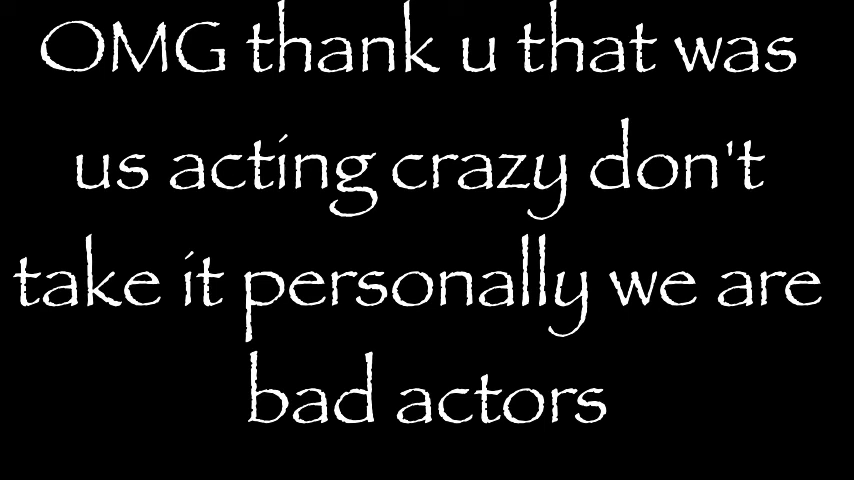 OMG thank u that was
us acting crazy don't
take it personally we are
bad actors